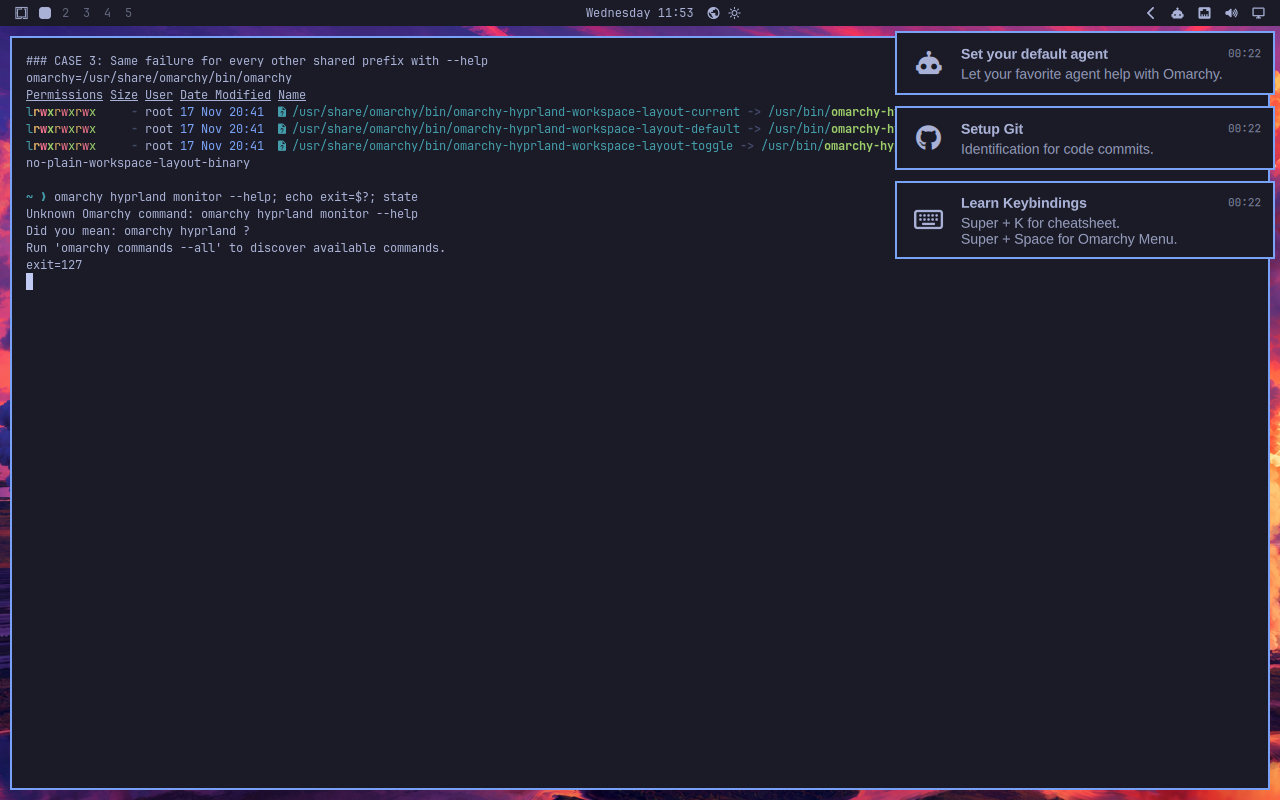 2 3 4 5
Wednesday 11:53
### CASE 3: Same failure for every other shared prefix with --help
omarchy=/usr/share/omarchy/bin/omarchy
Permissions Size User Date Modified Name
lrwxrwxrwx - root 17 Nov 20:41 /usr/share/omarchy/bin/omarchy-hyprland-workspace-layout-current -> /usr/bin/omarchy-h
lrwxrwxrwx - root 17 Nov 20:41 /usr/share/omarchy/bin/omarchy-hyprland-workspace-layout-default -> /usr/bin/omarchy-h
lrwxrwxrwx - root 17 Nov 20:41 /usr/share/omarchy/bin/omarchy-hyprland-workspace-layout-toggle -> /usr/bin/omarchy-hy
no-plain-workspace-layout-binary
~ ❯ omarchy hyprland monitor --help; echo exit=$?; state
Unknown Omarchy command: omarchy hyprland monitor --help
Did you mean: omarchy hyprland ?
Run 'omarchy commands --all' to discover available commands.
exit=127
Set your default agent 00:22
Let your favorite agent help with Omarchy.
Setup Git 00:22
Identification for code commits.
Learn Keybindings 00:22
Super + K for cheatsheet.
Super + Space for Omarchy Menu.